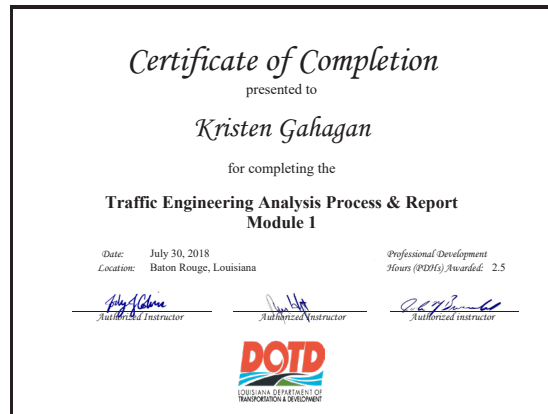 Certificate of Completion
presented to
Kristen Gahagan
for completing the
Traffic Engineering Analysis Process & Report
Module 1
Date: July 30, 2018
Location: Baton Rouge, Louisiana
Professional Development
Hours (PDHs) Awarded: 2.5
Authorized Instructor
Authorized Instructor
Authorized instructor
DOTD
LOUISIANA DEPARTMENT OF
TRANSPORTATION & DEVELOPMENT